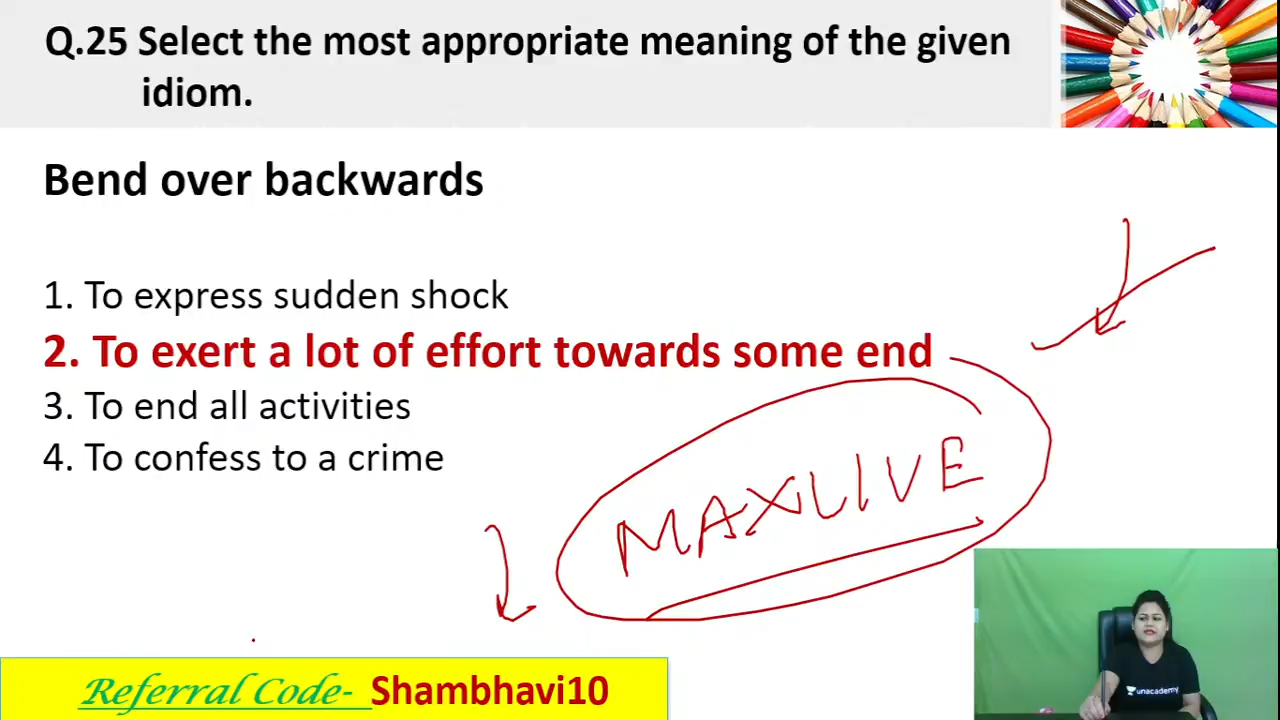 Q.25 Select the most appropriate meaning of the given
idiom.
Bend over backwards
1. To express sudden shock
2. To exert a lot of effort towards some end
3. To end all activities
4. To confess to a crime
MAXLIVE
unacademy
Referral Code- Shambhavi10